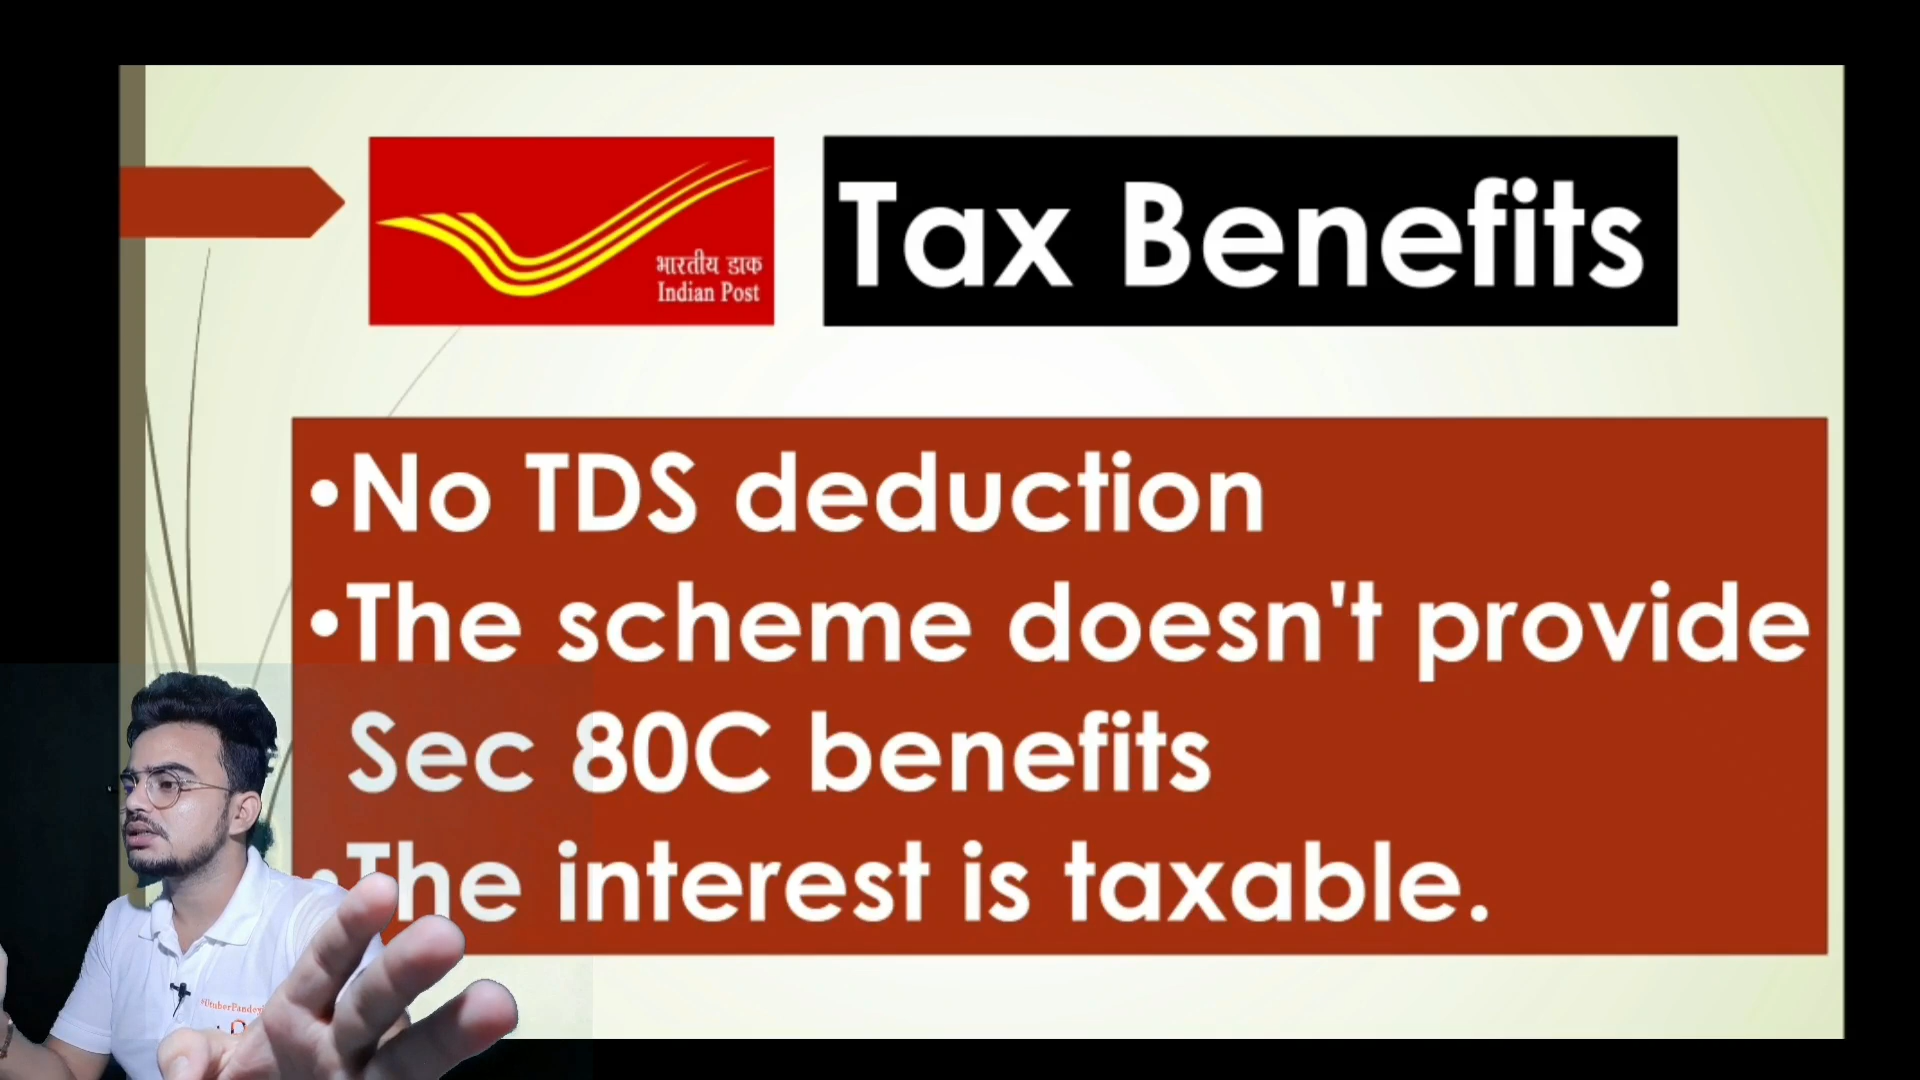 भारतीय डाक
Indian Post
Tax Benefits
•No TDS deduction
•The scheme doesn't provide
Sec 80C benefits
•The interest is taxable.